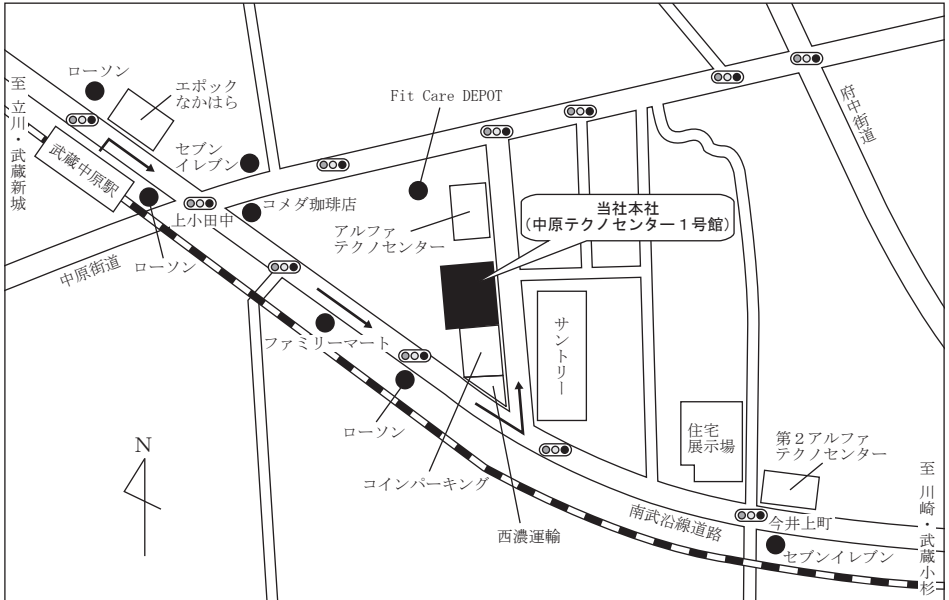 ローソン
エポック
なかはら
至 立川・武蔵新城
武蔵中原駅
セブン
イレブン
Fit Care DEPOT
府中街道
上小田中
コメダ珈琲店
アルファ
テクノセンター
当社本社
(中原テクノセンター1号館)
中原街道
ローソン
ファミリーマート
サントリー
ローソン
コインパーキング
西濃運輸
住宅
展示場
第2アルファ
テクノセンター
南武沿線道路
今井上町
セブンイレブン
至 川崎・武蔵小杉
N